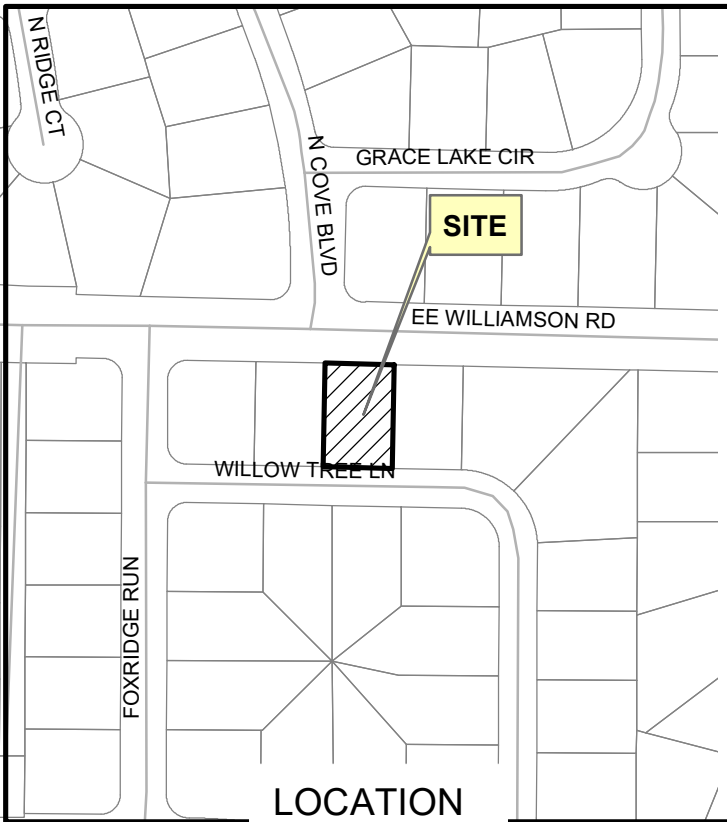 N RIDGE CT
N COVE BLVD
GRACE LAKE CIR
SITE
EE WILLIAMSON RD
WILLOW TREE LN
FOXRIDGE RUN
LOCATION